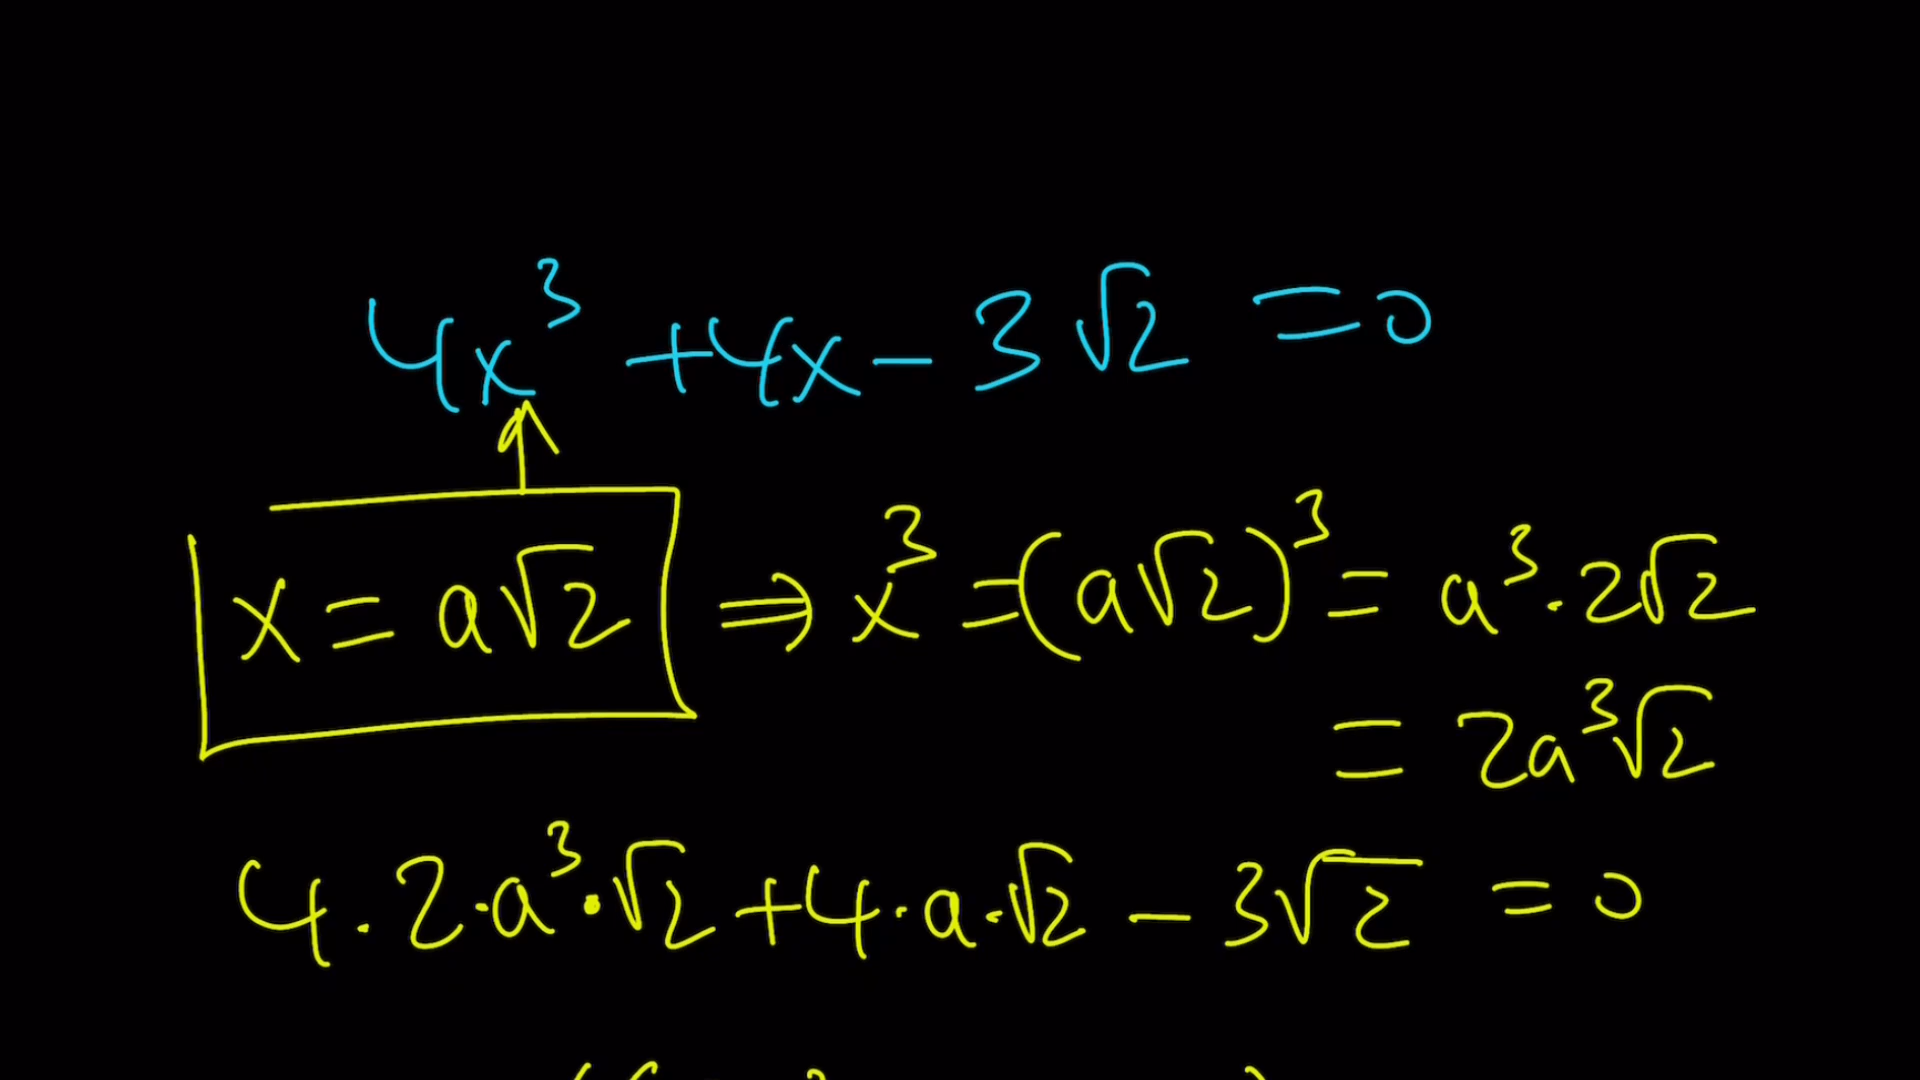 4x³ + 4x - 3√2 = 0
x = a√2 ⇒ x³ = (a√2)³ = a³·2√2
= 2a³√2
4·2·a³·√2 + 4·a·√2 - 3√2 = 0